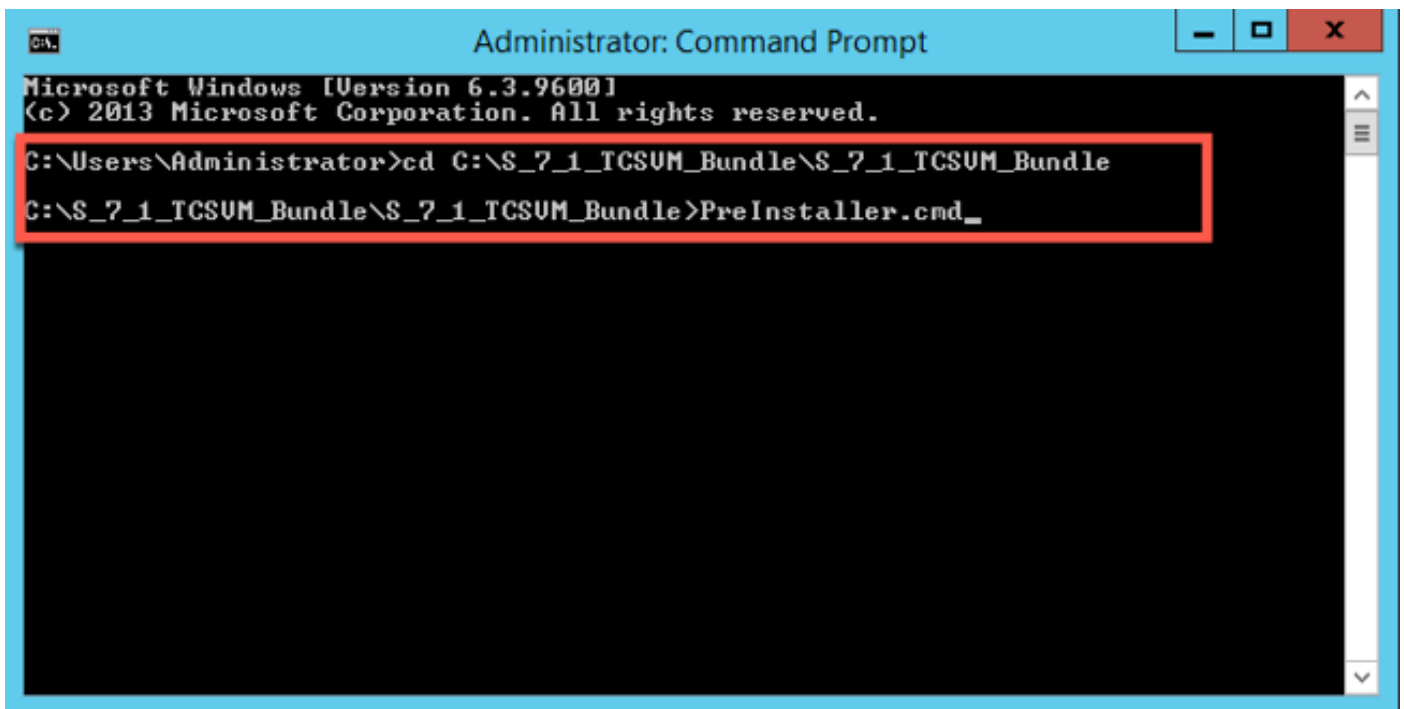 Administrator: Command Prompt
Microsoft Windows [Version 6.3.9600]
(c) 2013 Microsoft Corporation. All rights reserved.
C:\Users\Administrator>cd C:\S_7_1_TCSVM_Bundle\S_7_1_TCSVM_Bundle
C:\S_7_1_TCSVM_Bundle\S_7_1_TCSVM_Bundle>PreInstaller.cmd_